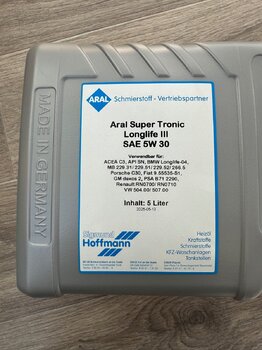 ARAL
Schmierstoff - Vertriebspartner
MADE IN GERMANY
Aral Super Tronic
Longlife III
SAE 5W 30
Verwendbar für:
ACEA C3, API SN, BMW Longlife-04,
MB 229.31/ 229.51/ 229.52/ 266.5
Porsche C30, Fiat 9.55535-S1,
GM dexos 2, PSA B71 2290,
Renault RN0700/ RN0710
VW 504.00/ 507.00
Inhalt: 5 Liter
Sigmund
Hoffmann
Heizöl
Kraftstoffe
Schmierstoffe
KFZ-Waschanlagen
Tankstellen